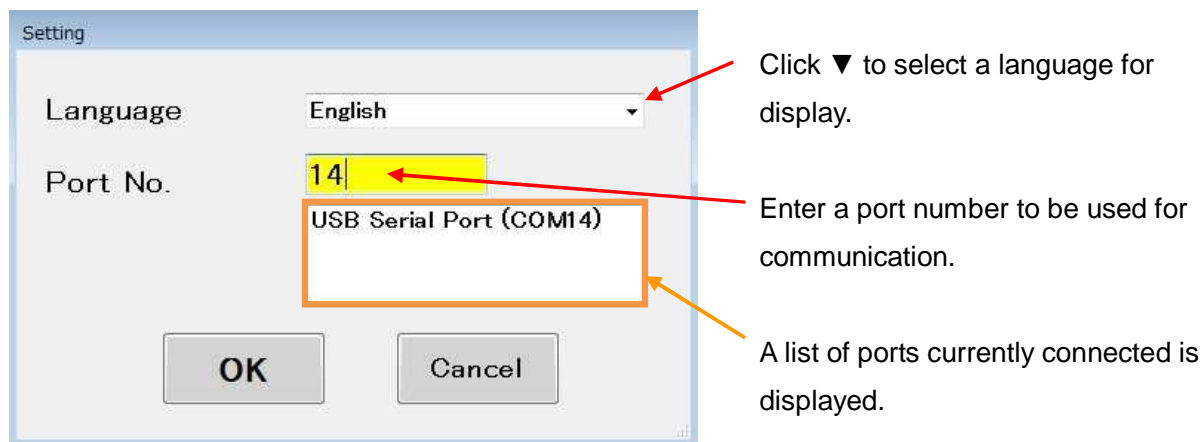 Setting
Language
English
Port No.
14
USB Serial Port (COM14)
OK
Cancel
Click ▼ to select a language for
display.
Enter a port number to be used for
communication.
A list of ports currently connected is
displayed.